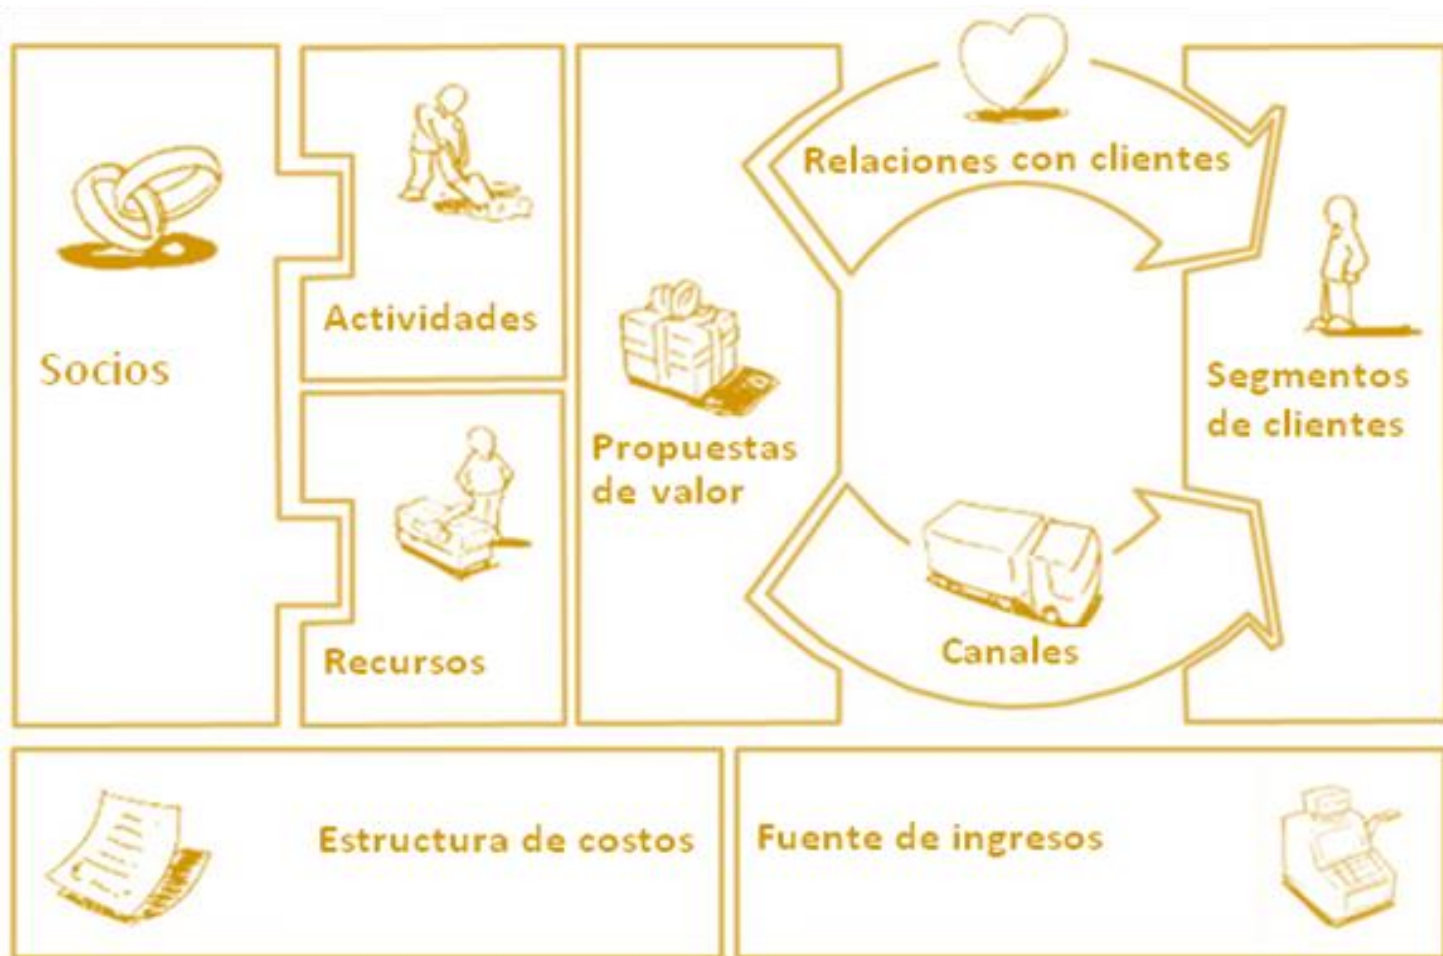 Socios
Actividades
Recursos
Propuestas
de valor
Relaciones con clientes
Canales
Segmentos
de clientes
Estructura de costos
Fuente de ingresos